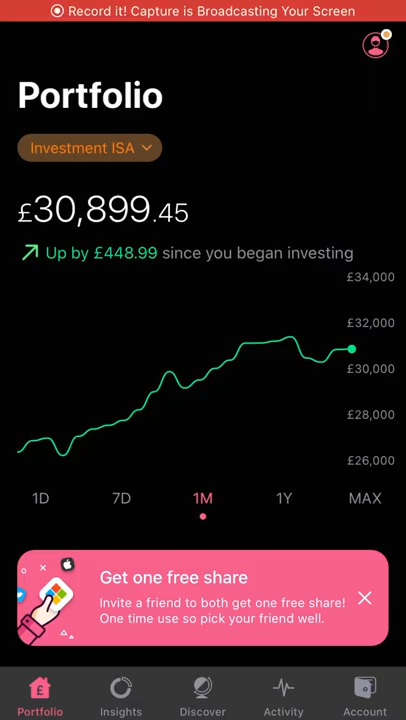 Record it! Capture is Broadcasting Your Screen
Portfolio
Investment ISA
£30,899.45
Up by £448.99 since you began investing
£34,000
£32,000
£30,000
£28,000
£26,000
1D 7D 1M 1Y MAX
Get one free share
Invite a friend to both get one free share!
One time use so pick your friend well.
£
Portfolio Insights Discover Activity Account